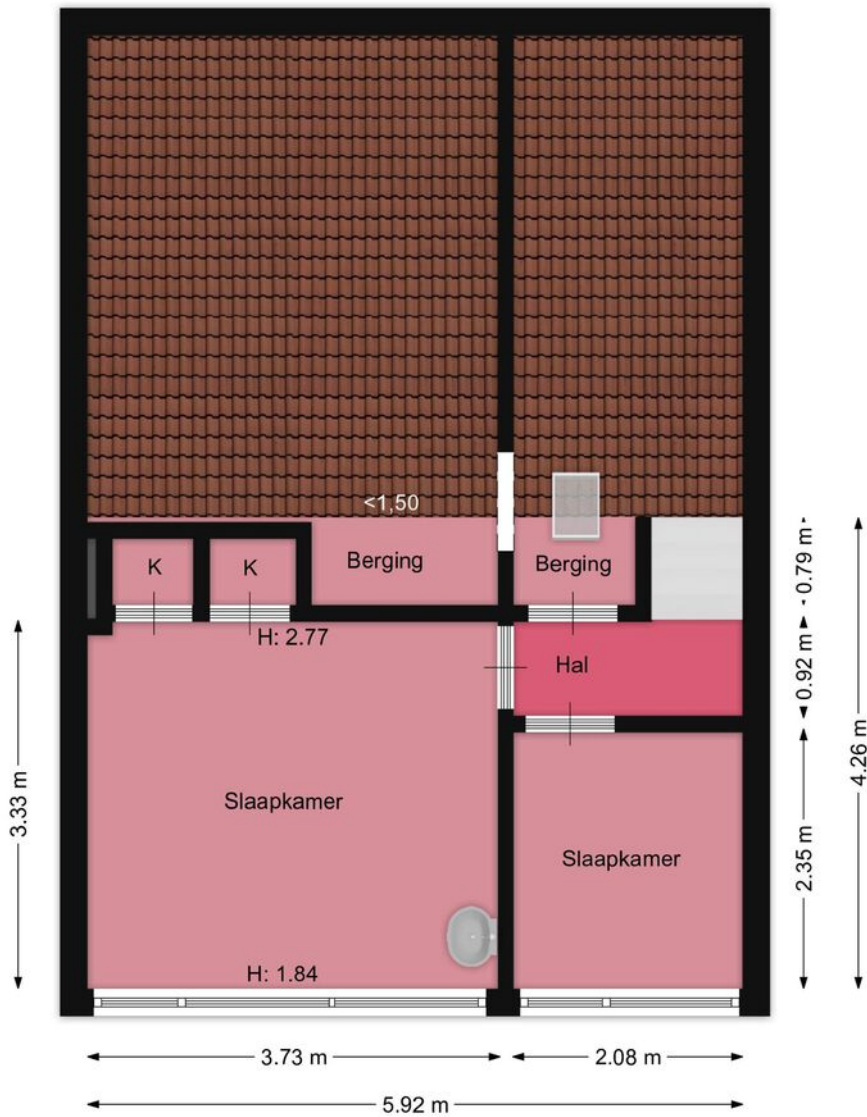 <1,50
K
K
Berging
Berging
H: 2.77
Hal
Slaapkamer
Slaapkamer
H: 1.84
3.33 m
0.79 m
0.92 m
2.35 m
4.26 m
3.73 m
2.08 m
5.92 m